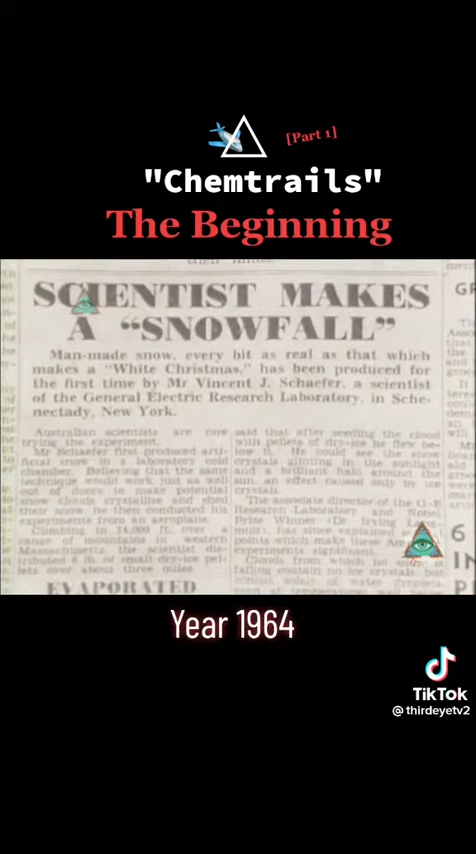 [Part 1]
"Chemtrails"
The Beginning
SCIENTIST MAKES
A “SNOWFALL”
Man-made snow, every bit as real as that which
makes a “White Christmas,” has been produced for
the first time by Mr Vincent J. Schaefer, a scientist
of the General Electric Research Laboratory, in Sche-
nectady, New York.
Australian scientists are now
trying the experiment.
Mr Schaefer first produced arti-
ficial snow in a laboratory cold
chamber. Believing that the same
technique would work just as well
out of doors to make potential
snow clouds crystallise and shed
their snow, he then conducted his
experiments from an aeroplane.
Climbing to 14,000 ft. over a
range of mountains in western
Massachusetts, the scientist dis-
tributed 6 lb. of small dry-ice pel-
lets over about three miles.
EVAPORATED
said that after seeding the cloud
with pellets of dry-ice he flew be-
low it. He could see the snow
crystals glinting in the sunlight
and a brilliant halo around the
sun, an effect caused only by ice
crystals.
The associate director of the G-E
Research Laboratory and Nobel
Prize Winner Dr. Irving
has since explained
points which make these
experiments significant.
Clouds from which no snow is
falling contain no ice crystals but
of water
6
Year 1964
TikTok
@thirdeyetv2